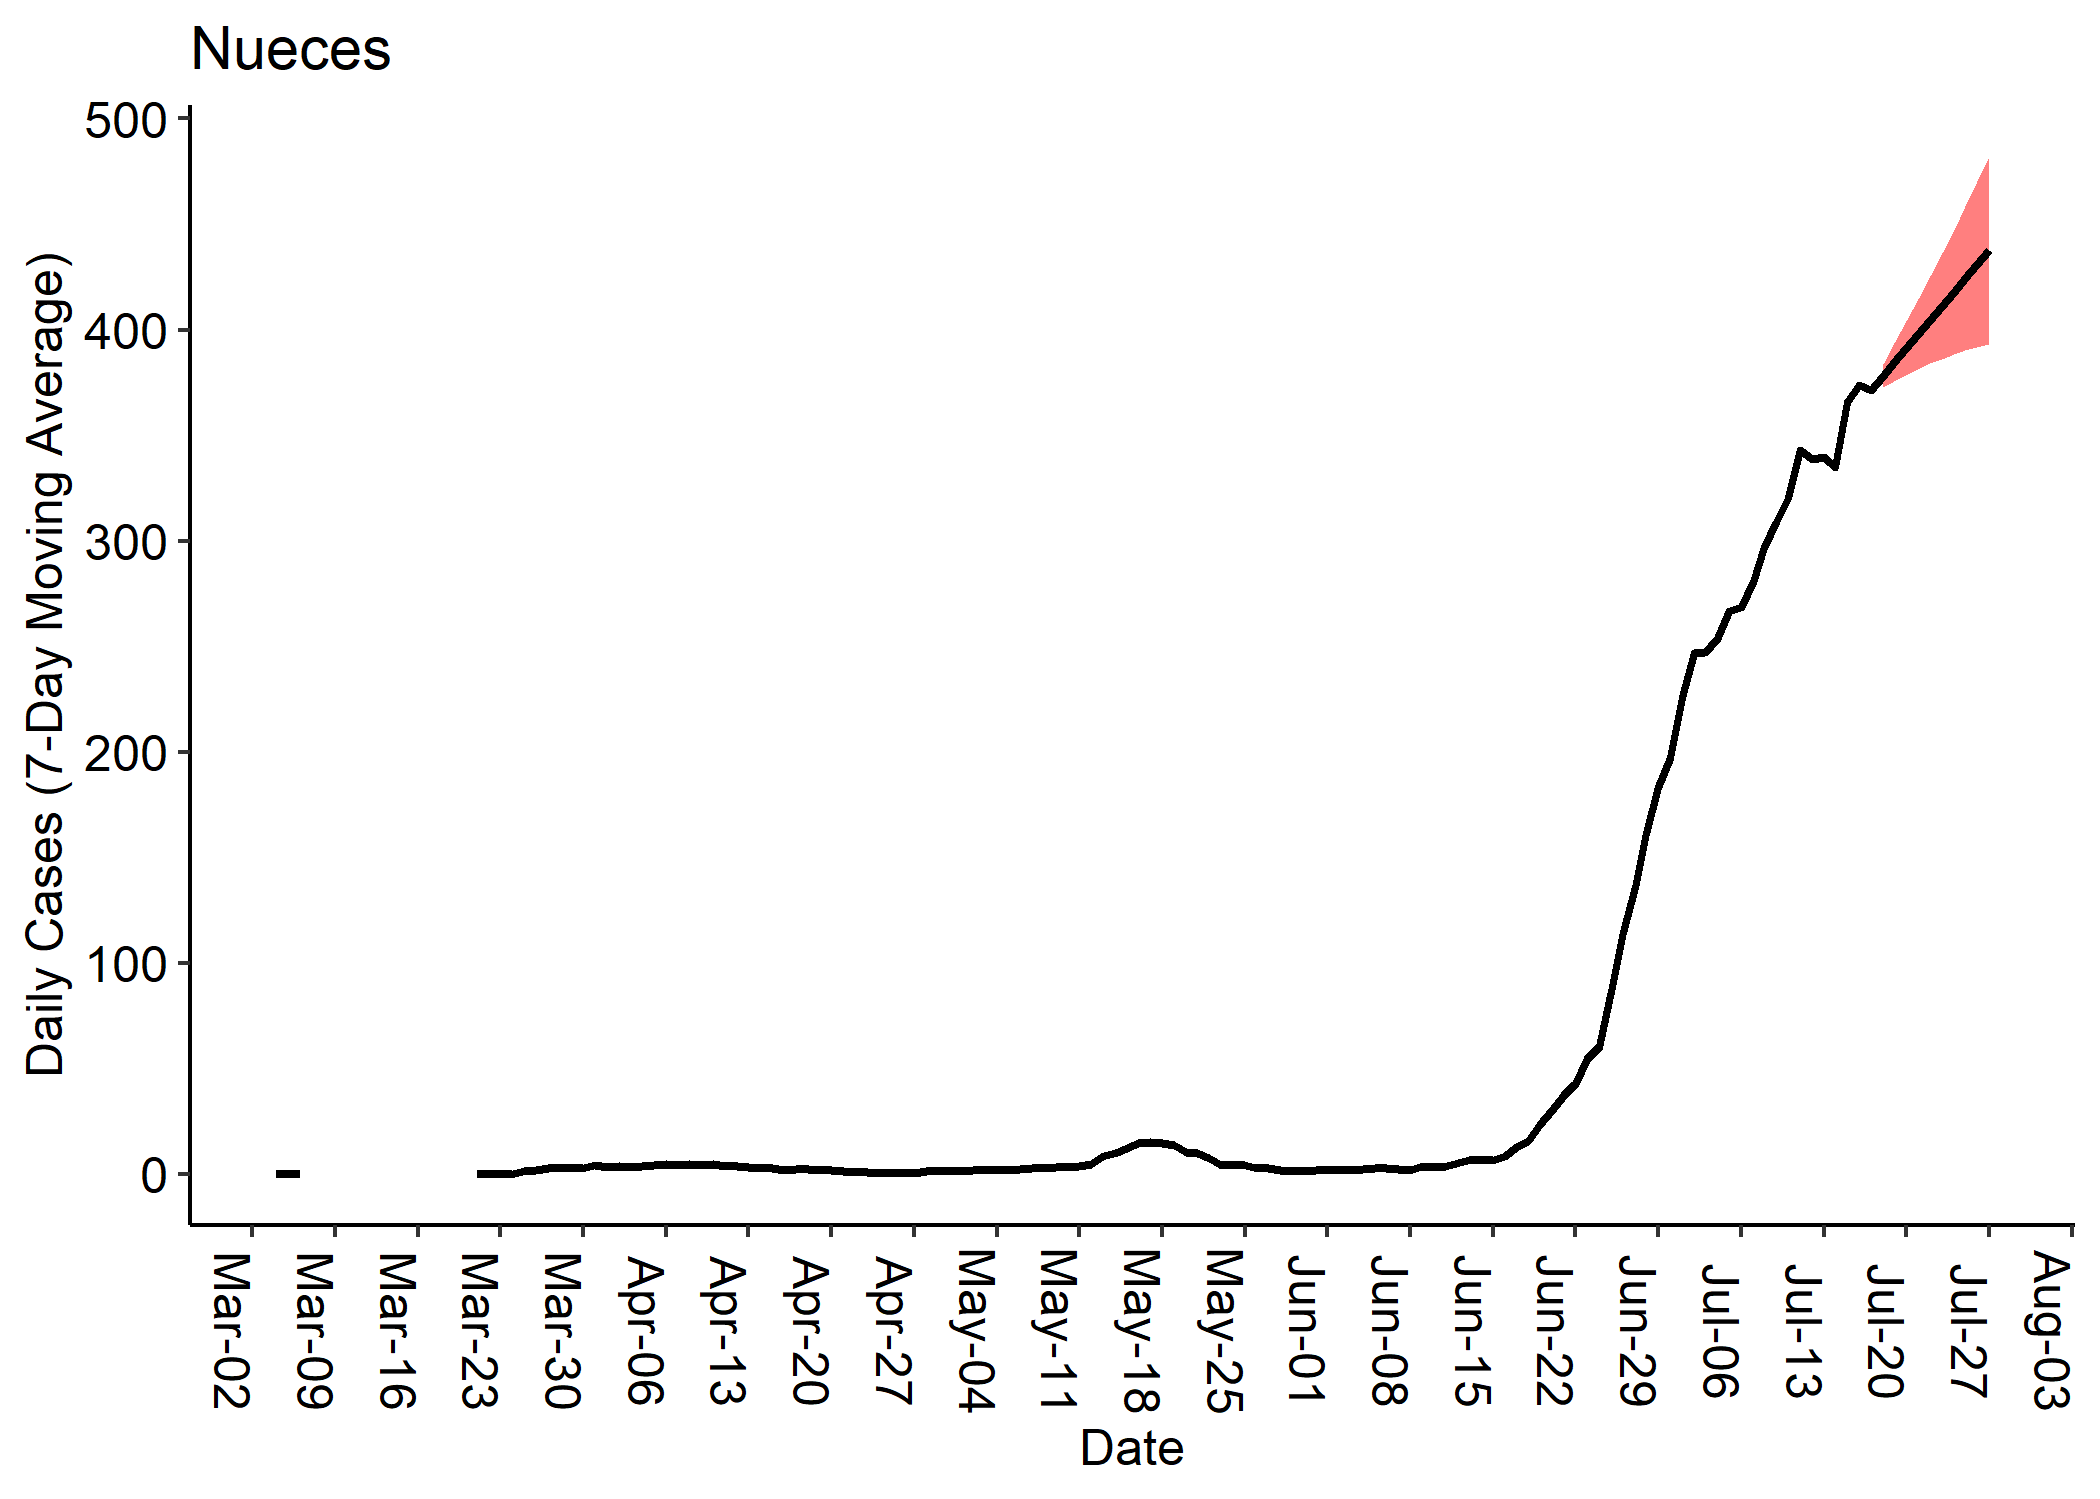 Nueces
Daily Cases (7-Day Moving Average)
500
400
300
200
100
0
Mar-02
Mar-09
Mar-16
Mar-23
Mar-30
Apr-06
Apr-13
Apr-20
Apr-27
May-04
May-11
May-18
May-25
Jun-01
Jun-08
Jun-15
Jun-22
Jun-29
Jul-06
Jul-13
Jul-20
Jul-27
Aug-03
Date